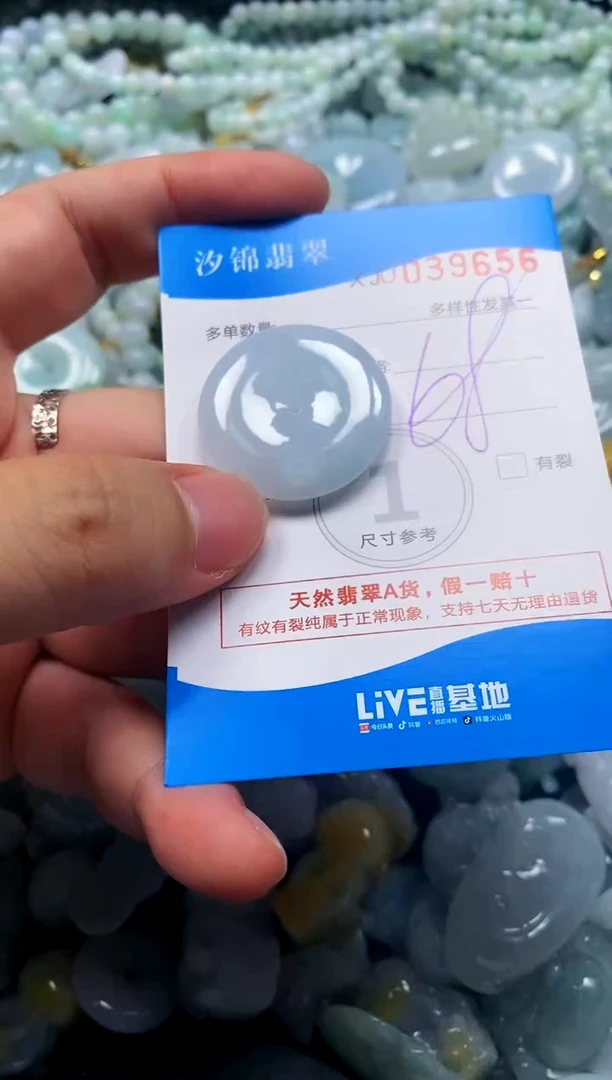 汐锦翡翠
XJ0039656
多样性发墓一
多单数量:
68
1
有裂
尺寸参考
天然翡翠A货，假一赔十
有纹有裂纯属于正常现象，支持七天无理由退货
LiVE直播基地
今日头条 抖音 西瓜视频 抖音火山版